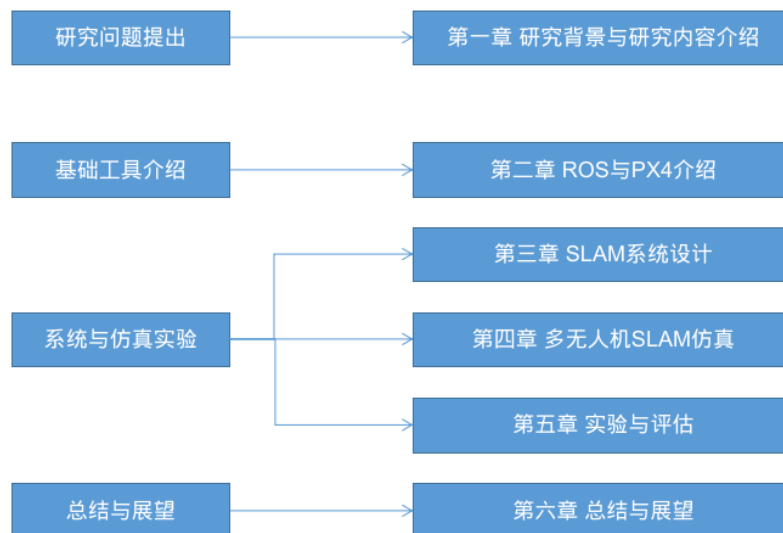 研究问题提出
第一章 研究背景与研究内容介绍
基础工具介绍
第二章 ROS与PX4介绍
第三章 SLAM系统设计
系统与仿真实验
第四章 多无人机SLAM仿真
第五章 实验与评估
总结与展望
第六章 总结与展望